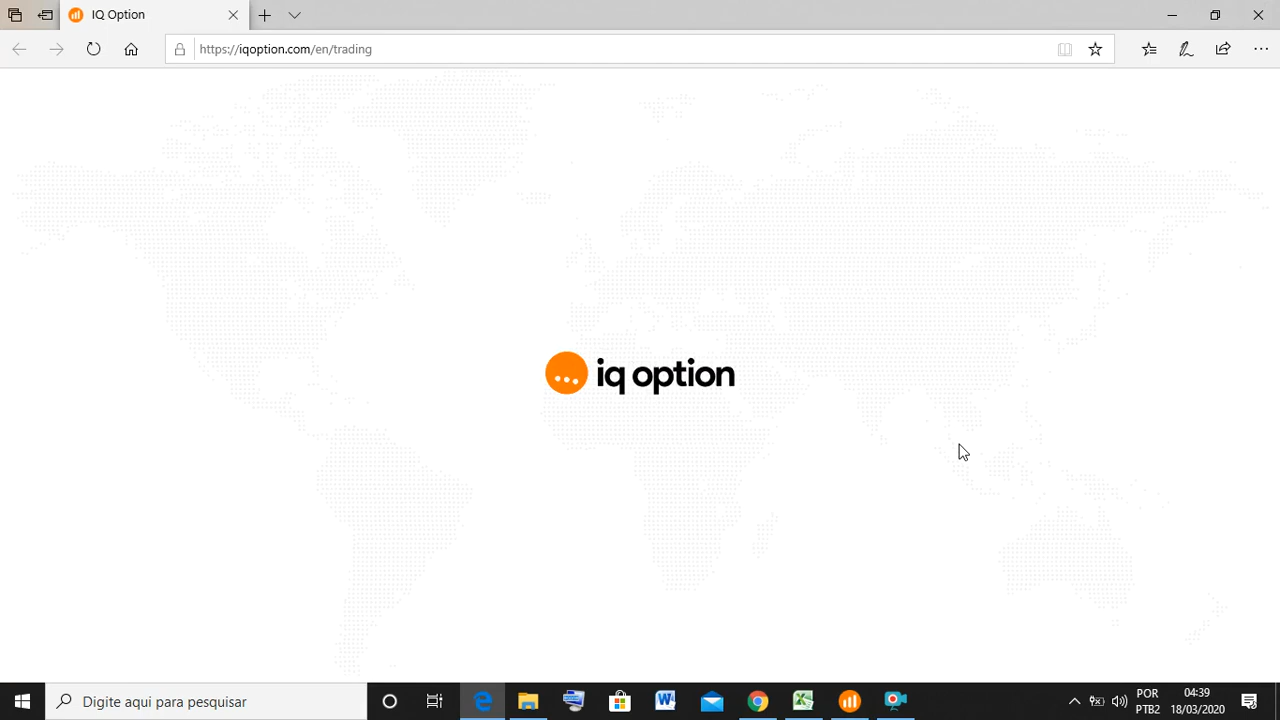 IQ Option
https://iqoption.com/en/trading
iq option
Digite aqui para pesquisar
POR
PTB2
04:39
18/03/2020